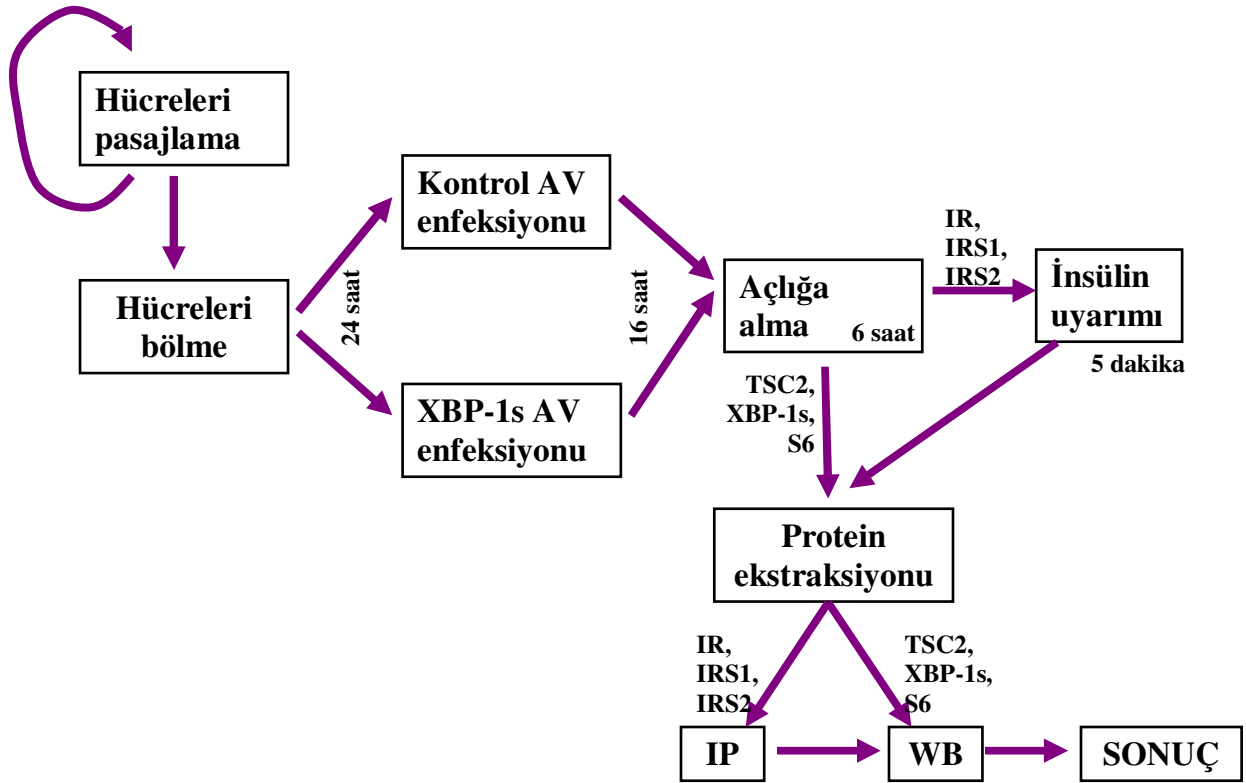 Hücreleri
pasajlama
Hücreleri
bölme
24 saat
Kontrol AV
enfeksiyonu
XBP-1s AV
enfeksiyonu
16 saat
Açlığa
alma
6 saat
IR,
IRS1,
IRS2
İnsülin
uyarımı
5 dakika
TSC2,
XBP-1s,
S6
Protein
ekstraksiyonu
IR,
IRS1,
IRS2
TSC2,
XBP-1s,
S6
IP
WB
SONUÇ